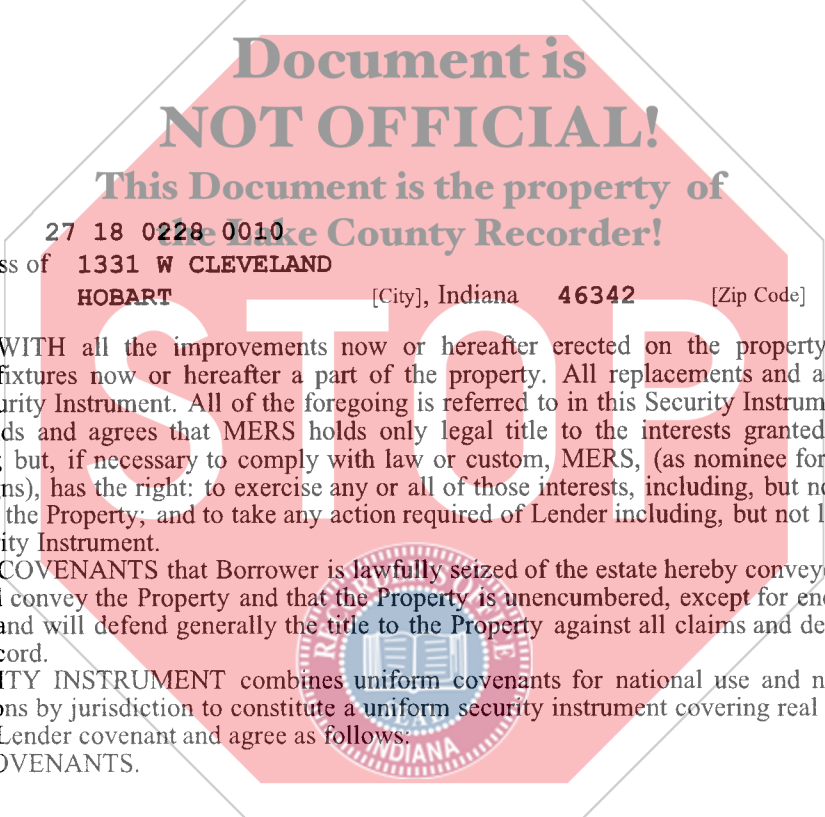 Document is
NOT OFFICIAL!
This Document is the property of
the Lake County Recorder!
27 18 0228 0010
ss of 1331 W CLEVELAND
HOBART [City], Indiana 46342 [Zip Code]
WITH all the improvements now or hereafter erected on the property
fixtures now or hereafter a part of the property. All replacements and a
urity Instrument. All of the foregoing is referred to in this Security Instrum
ds and agrees that MERS holds only legal title to the interests granted
; but, if necessary to comply with law or custom, MERS, (as nominee for
ns), has the right: to exercise any or all of those interests, including, but no
the Property; and to take any action required of Lender including, but not l
ity Instrument.
COVENANTS that Borrower is lawfully seized of the estate hereby convey
l convey the Property and that the Property is unencumbered, except for enc
and will defend generally the title to the Property against all claims and de
cord.
ITY INSTRUMENT combines uniform covenants for national use and n
ons by jurisdiction to constitute a uniform security instrument covering real
Lender covenant and agree as follows:
OVENANTS.
STOP
RECORDER'S OFFICE
SEAL
INDIANA